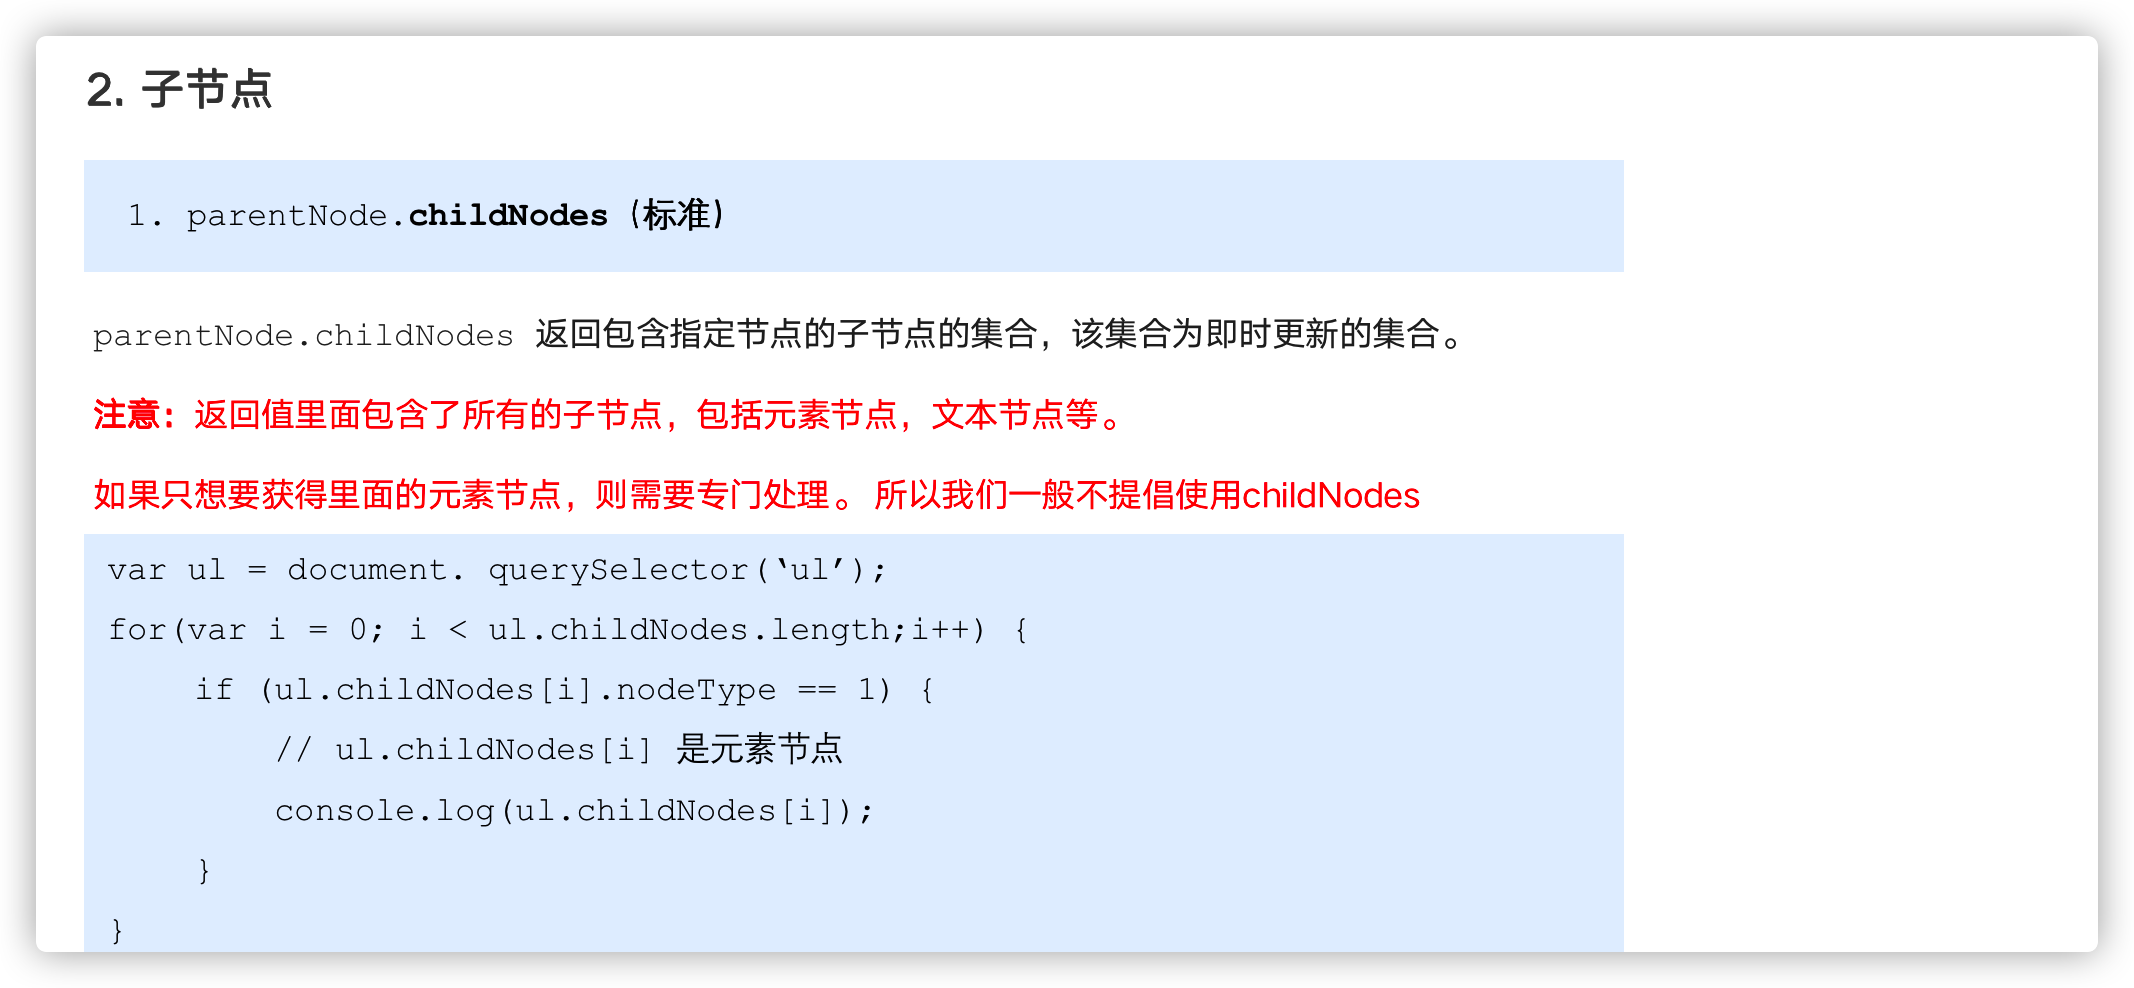 2. 子节点
1. parentNode.childNodes（标准）
parentNode.childNodes 返回包含指定节点的子节点的集合，该集合为即时更新的集合。
注意：返回值里面包含了所有的子节点，包括元素节点，文本节点等。
如果只想要获得里面的元素节点，则需要专门处理。 所以我们一般不提倡使用childNodes
var ul = document. querySelector(‘ul’);
for(var i = 0; i < ul.childNodes.length;i++) {
if (ul.childNodes[i].nodeType == 1) {
// ul.childNodes[i] 是元素节点
console.log(ul.childNodes[i]);
}
}